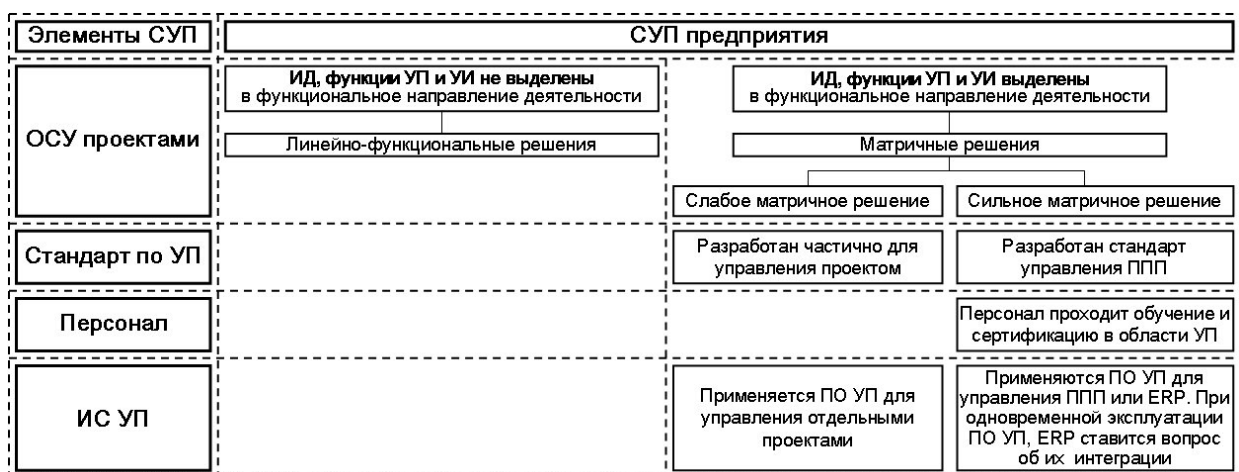 Элементы СУП
СУП предприятия
ОСУ проектами
ИД, функции УП и УИ не выделены
в функциональное направление деятельности
ИД, функции УП и УИ выделены
в функциональное направление деятельности
Линейно-функциональные решения
Матричные решения
Слабое матричное решение
Сильное матричное решение
Стандарт по УП
Разработан частично для
управления проектом
Разработан стандарт
управления ППП
Персонал
Персонал проходит обучение и
сертификацию в области УП
ИС УП
Применяется ПО УП для
управления отдельными
проектами
Применяются ПО УП для
управления ППП или ERP. При
одновременной эксплуатации
ПО УП, ERP ставится вопрос
об их интеграции